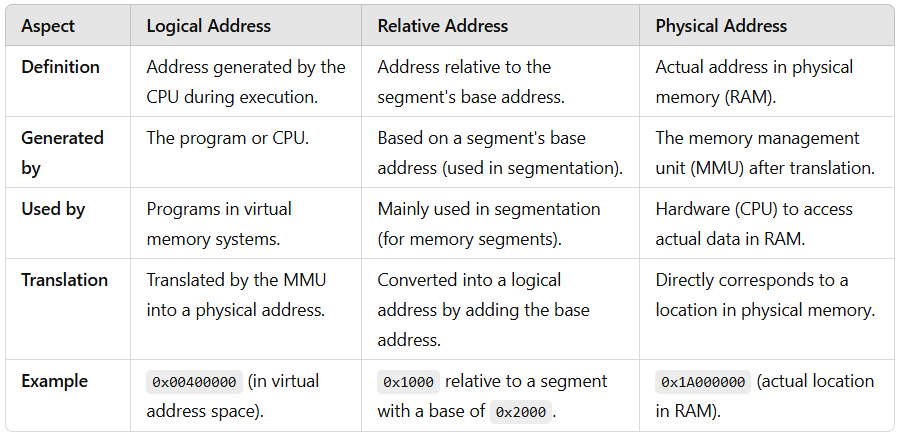 Aspect Logical Address Relative Address Physical Address
Definition Address generated by the Address relative to the Actual address in physical
CPU during execution. segment's base address. memory (RAM).
Generated The program or CPU. Based on a segment's base The memory management
by address (used in segmentation). unit (MMU) after translation.
Used by Programs in virtual Mainly used in segmentation Hardware (CPU) to access
memory systems. (for memory segments). actual data in RAM.
Translation Translated by the MMU Converted into a logical Directly corresponds to a
into a physical address. address by adding the base location in physical memory.
address.
Example 0x00400000 (in virtual 0x1000 relative to a segment 0x1A000000 (actual location
address space). with a base of 0x2000. in RAM).